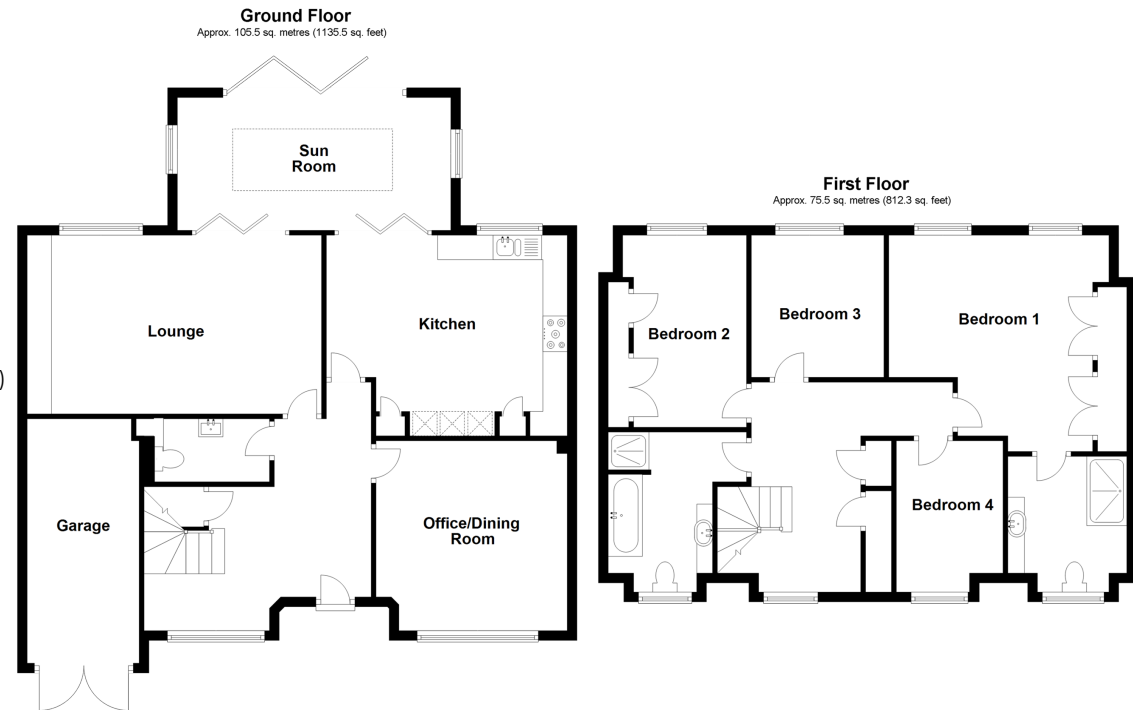 Ground Floor
Approx. 105.5 sq. metres (1135.5 sq. feet)
Sun
Room
Lounge
Kitchen
Garage
Office/Dining
Room
First Floor
Approx. 75.5 sq. metres (812.3 sq. feet)
Bedroom 2
Bedroom 3
Bedroom 1
Bedroom 4
)